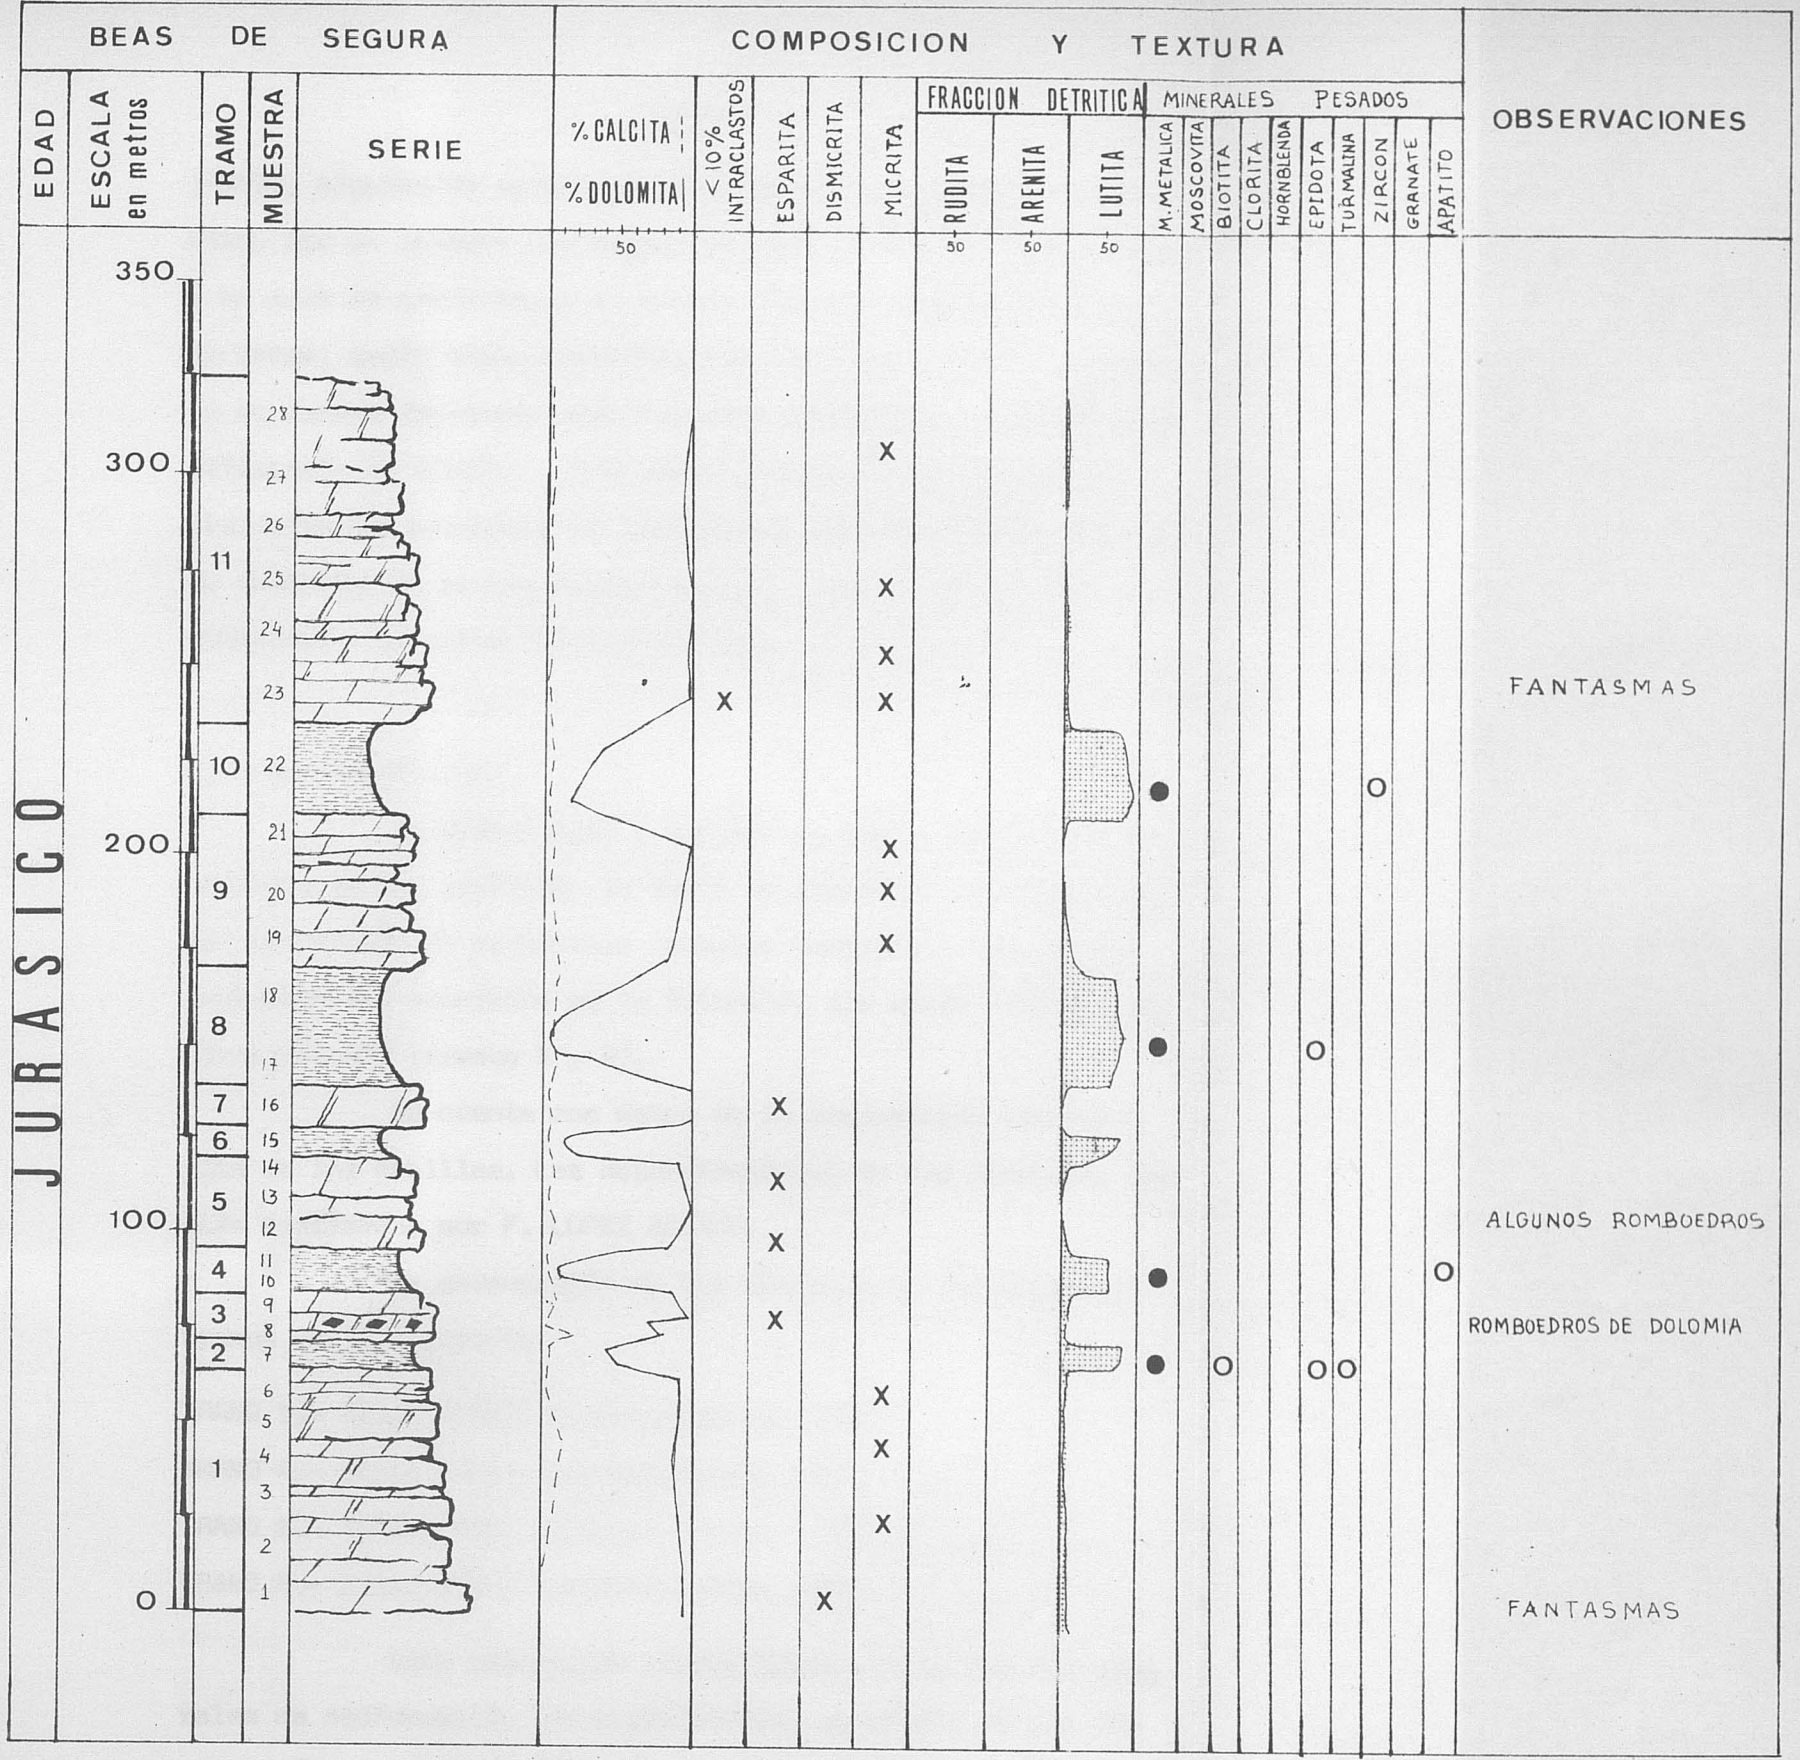 BEAS DE SEGURA
COMPOSICION Y TEXTURA
OBSERVACIONES
EDAD
ESCALA
en metros
TRAMO
MUESTRA
SERIE
% CALCITA
% DOLOMITA
<10%
INTRACLASTOS
ESPARITA
DISMICRITA
MICRITA
FRACCION DETRITICA
RUDITA
ARENITA
LUTITA
MINERALES PESADOS
M.METALICA
MOSCOVITA
BIOTITA
CLORITA
HORNBLENDA
EPIDOTA
TURMALINA
ZIRCON
GRANATE
APATITO
50
50
50
50
350
28
X
300
27
26
11
25
X
24
X
23
X
X
FANTASMAS
10
22
O
21
200
X
9
20
X
19
X
18
8
17
O
7
16
X
6
15
14
X
5
13
100
12
X
ALGUNOS ROMBOEDROS
11
4
10
O
3
9
8
X
ROMBOEDROS DE DOLOMIA
2
7
O
O
O
6
X
5
4
X
1
3
X
2
1
0
X
FANTASMAS
JURASICO